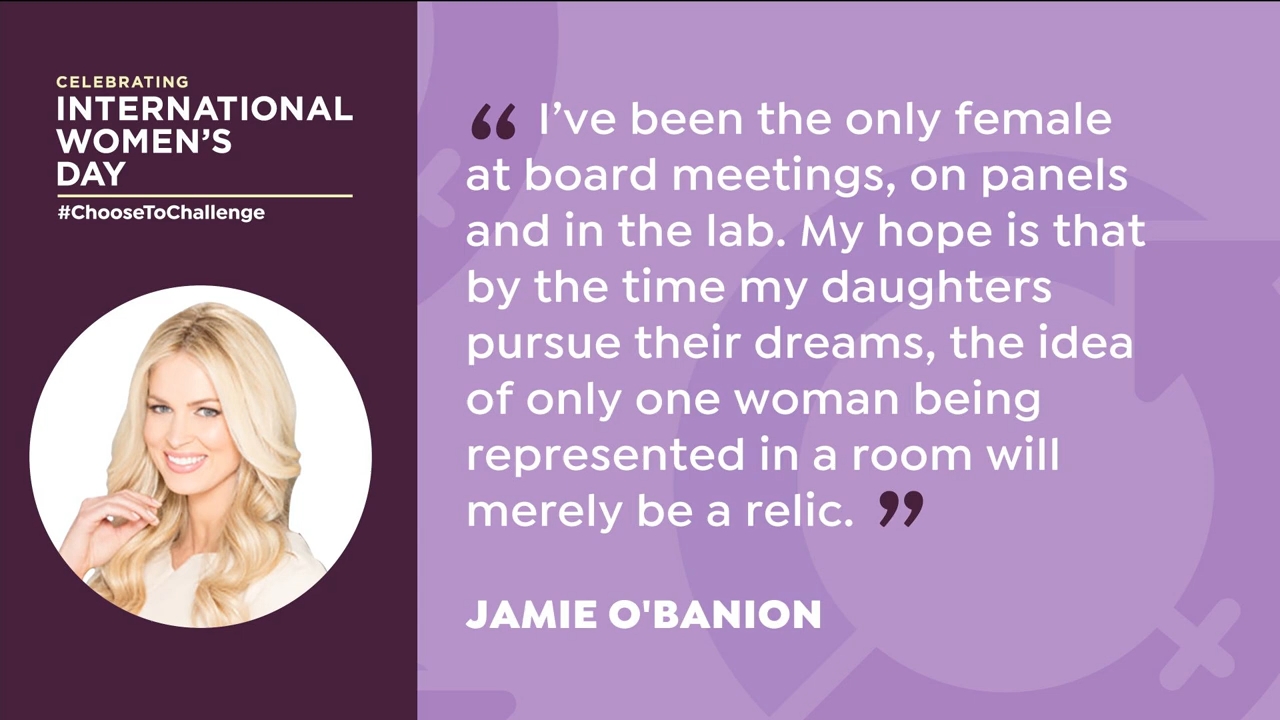 CELEBRATING
INTERNATIONAL
WOMEN’S
DAY
#ChooseToChallenge
“ I’ve been the only female
at board meetings, on panels
and in the lab. My hope is that
by the time my daughters
pursue their dreams, the idea
of only one woman being
represented in a room will
merely be a relic. ”
JAMIE O'BANION